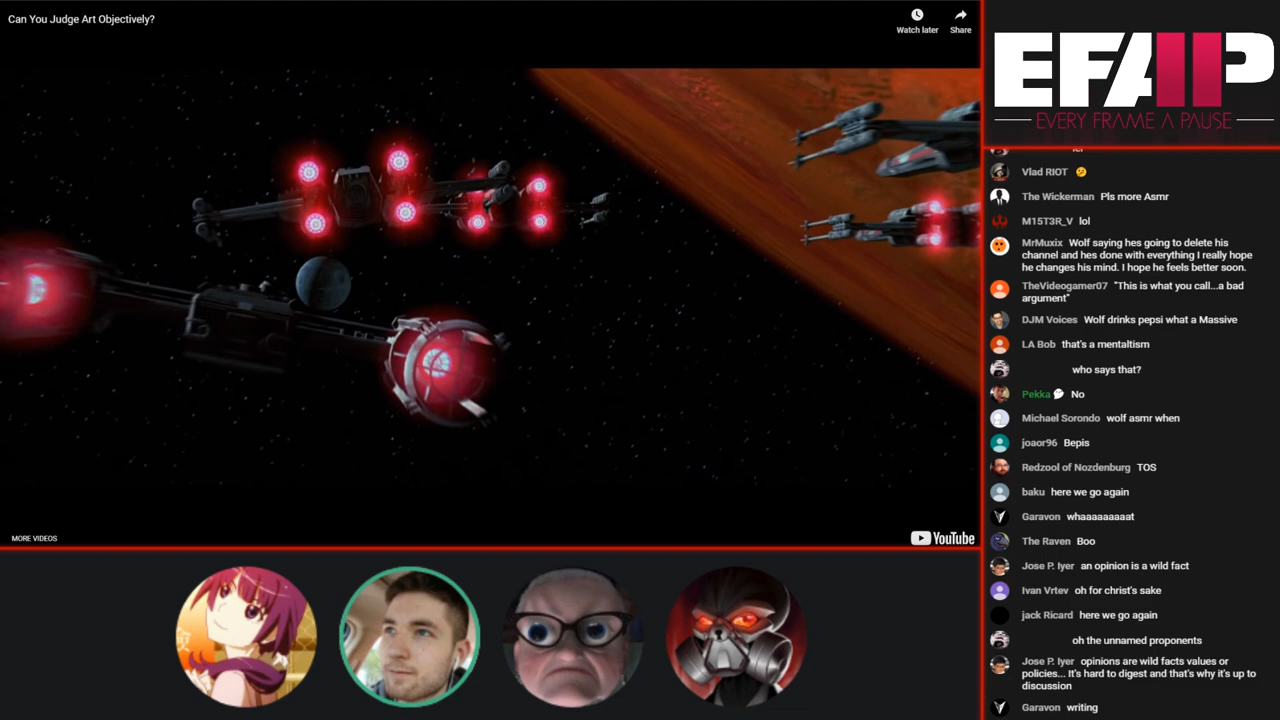 Can You Judge Art Objectively?
Watch later
Share
MORE VIDEOS
YouTube
EFAP
EVERY FRAME A PAUSE
Vlad RIOT
The Wickerman Pls more Asmr
M15T3R_V lol
MrMuxix Wolf saying hes going to delete his
channel and hes done with everything I really hope
he changes his mind. I hope he feels better soon.
TheVideogamer07 "This is what you call...a bad
argument"
DJM Voices Wolf drinks pepsi what a Massive
LA Bob that's a mentaltism
who says that?
Pekka No
Michael Sorondo wolf asmr when
joaor96 Bepis
Redzool of Nozdenburg TOS
baku here we go again
Garavon whaaaaaaaaat
The Raven Boo
Jose P. Iyer an opinion is a wild fact
Ivan Vrtev oh for christ's sake
jack Ricard here we go again
oh the unnamed proponents
Jose P. Iyer opinions are wild facts values or
policies... It's hard to digest and that's why it's up to
discussion
Garavon writing